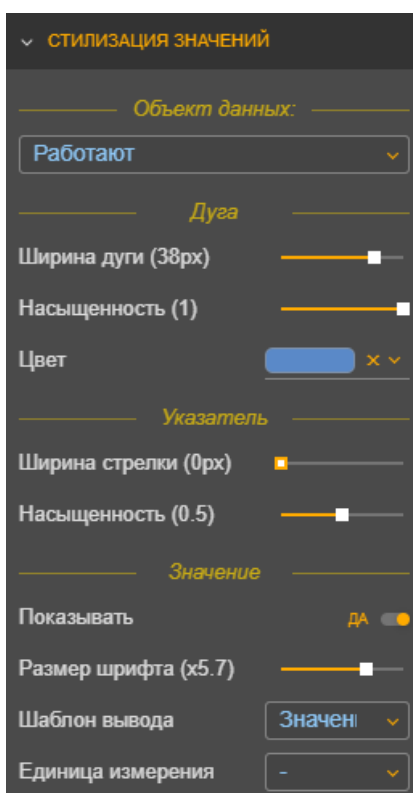 СТИЛИЗАЦИЯ ЗНАЧЕНИЙ
Объект данных:
Работают
Дуга
Ширина дуги (38px)
Насыщенность (1)
Цвет
Указатель
Ширина стрелки (0px)
Насыщенность (0.5)
Значение
Показывать ДА
Размер шрифта (x5.7)
Шаблон вывода Значен
Единица измерения -